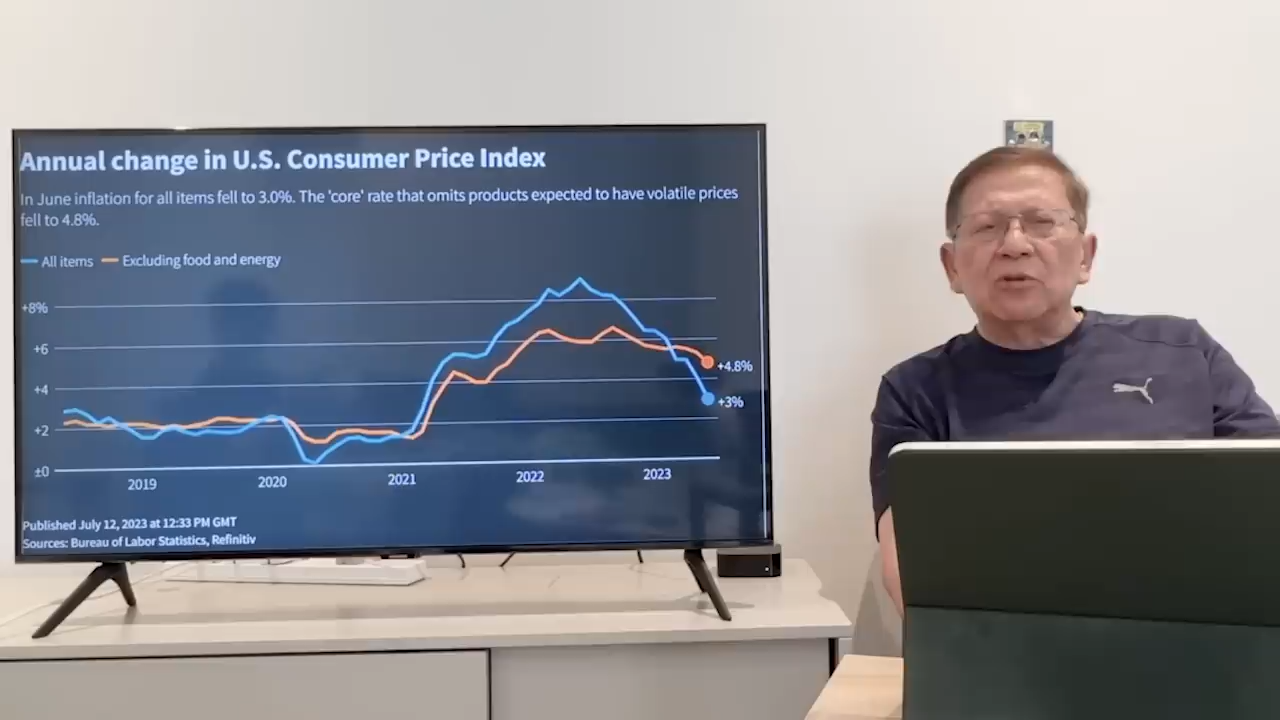 Annual change in U.S. Consumer Price Index
In June inflation for all items fell to 3.0%. The 'core' rate that omits products expected to have volatile prices
fell to 4.8%.
All items Excluding food and energy
+8%
+6
+4
+2
±0
+4.8%
+3%
2019 2020 2021 2022 2023
Published July 12, 2023 at 12:33 PM GMT
Sources: Bureau of Labor Statistics, Refinitiv